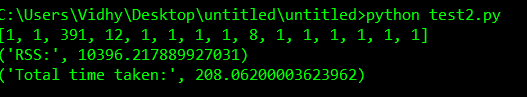 C:\Users\Vidhy\Desktop\untitled\untitled>python test2.py
[1, 1, 391, 12, 1, 1, 1, 1, 8, 1, 1, 1, 1, 1, 1]
('RSS:', 10396.217889927031)
('Total time taken:', 208.06200003623962)